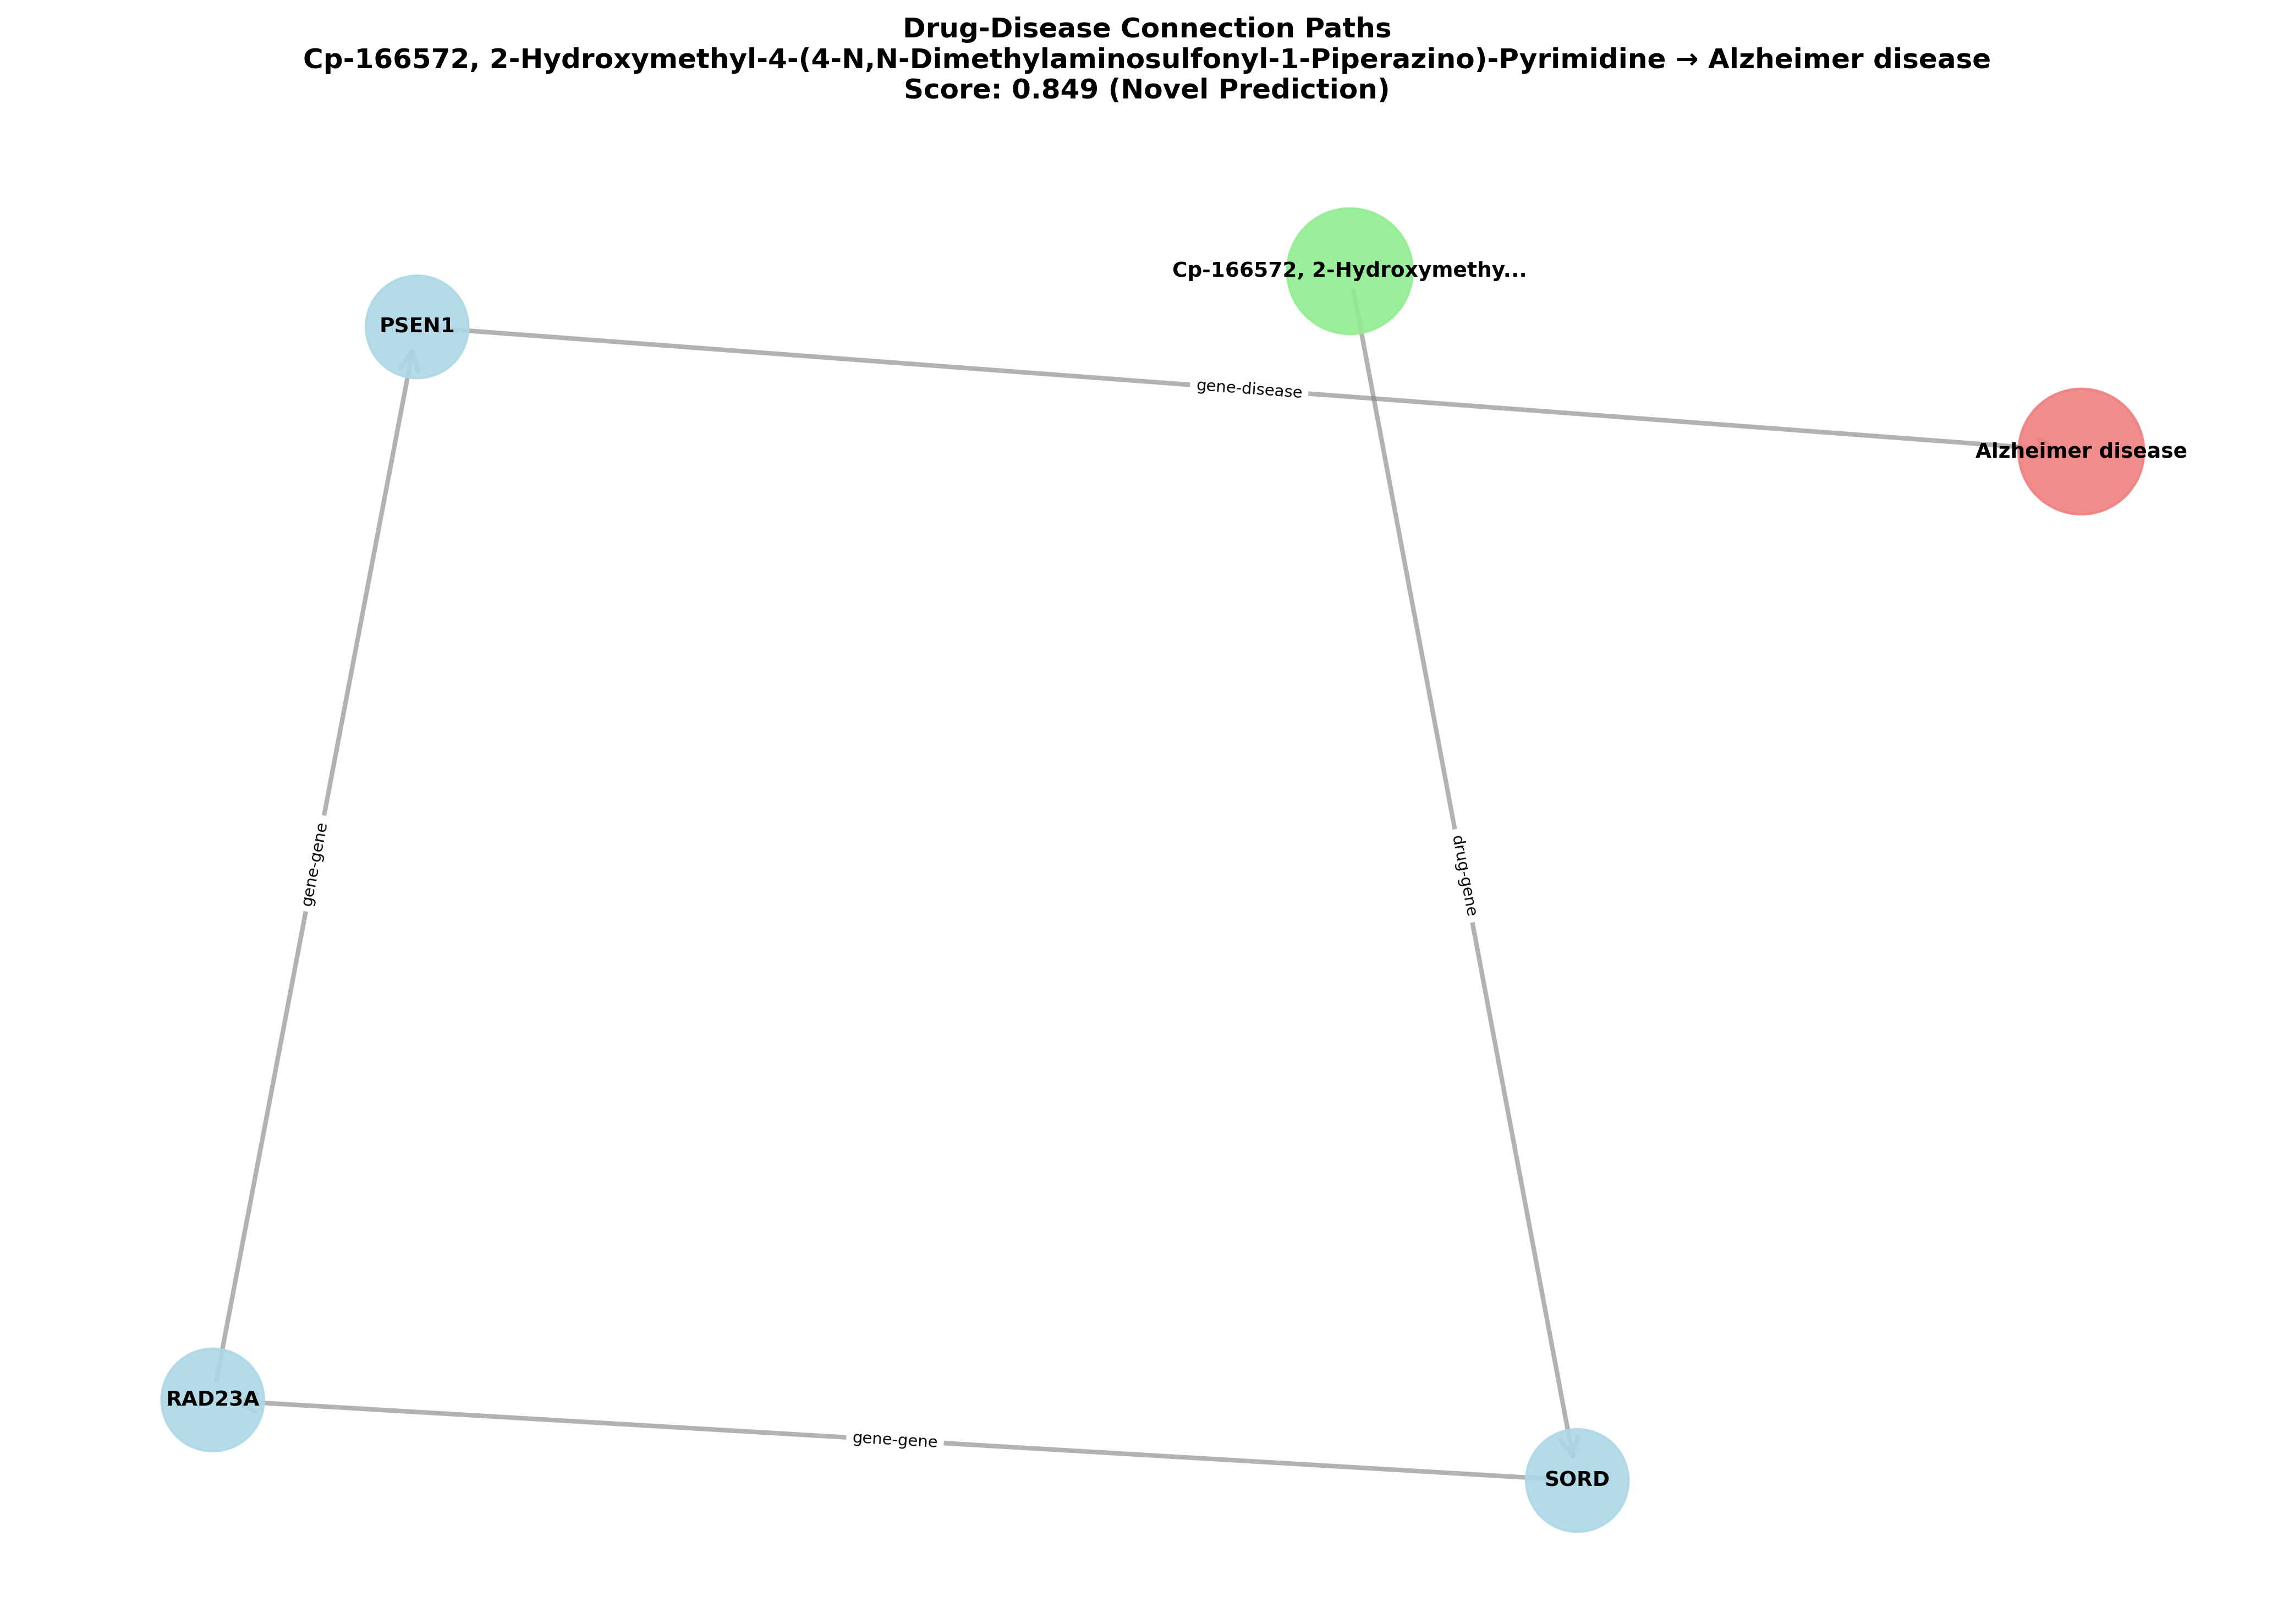 Drug-Disease Connection Paths
Cp-166572, 2-Hydroxymethyl-4-(4-N,N-Dimethylaminosulfonyl-1-Piperazino)-Pyrimidine → Alzheimer disease
Score: 0.849 (Novel Prediction)
Cp-166572, 2-Hydroxymethy...
PSEN1
gene-disease
Alzheimer disease
gene-gene
drug-gene
RAD23A
gene-gene
SORD